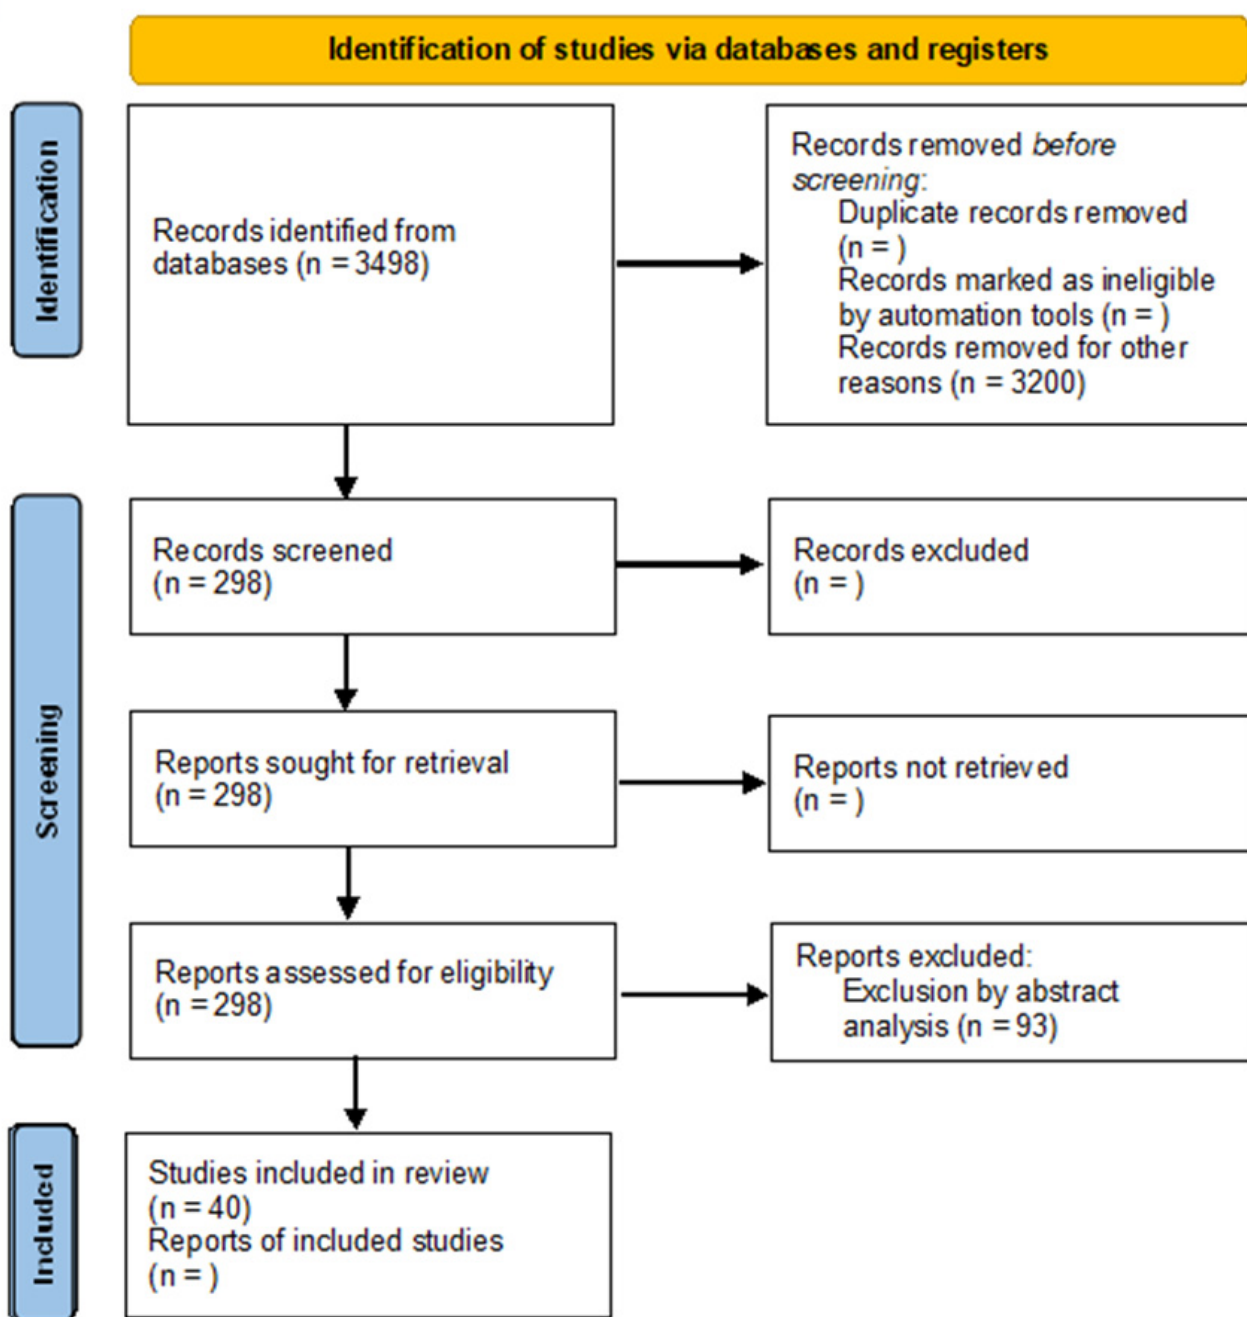 Identification of studies via databases and registers
Identification
Records identified from
databases (n = 3498)
Records removed before
screening:
Duplicate records removed
(n = )
Records marked as ineligible
by automation tools (n = )
Records removed for other
reasons (n = 3200)
Screening
Records screened
(n = 298)
Records excluded
(n = )
Reports sought for retrieval
(n = 298)
Reports not retrieved
(n = )
Reports assessed for eligibility
(n = 298)
Reports excluded:
Exclusion by abstract
analysis (n = 93)
Included
Studies included in review
(n = 40)
Reports of included studies
(n = )